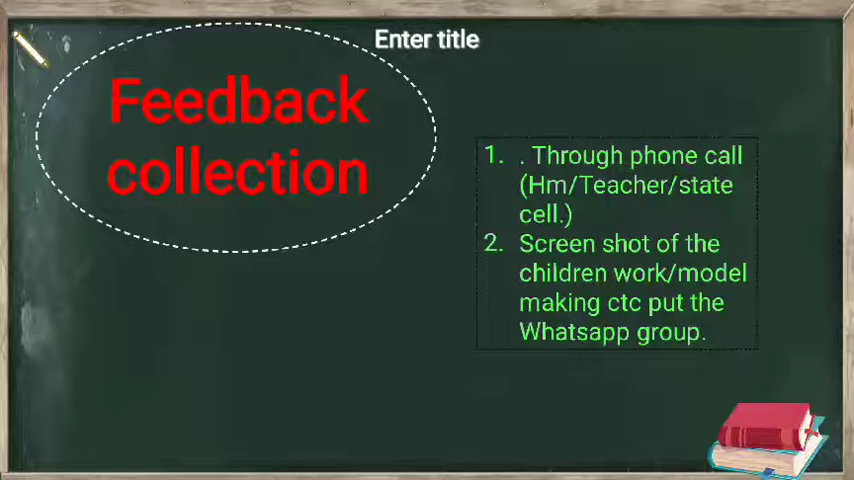 Enter title
Feedback
collection
1. . Through phone call
(Hm/Teacher/state
cell.)
2. Screen shot of the
children work/model
making ctc put the
Whatsapp group.